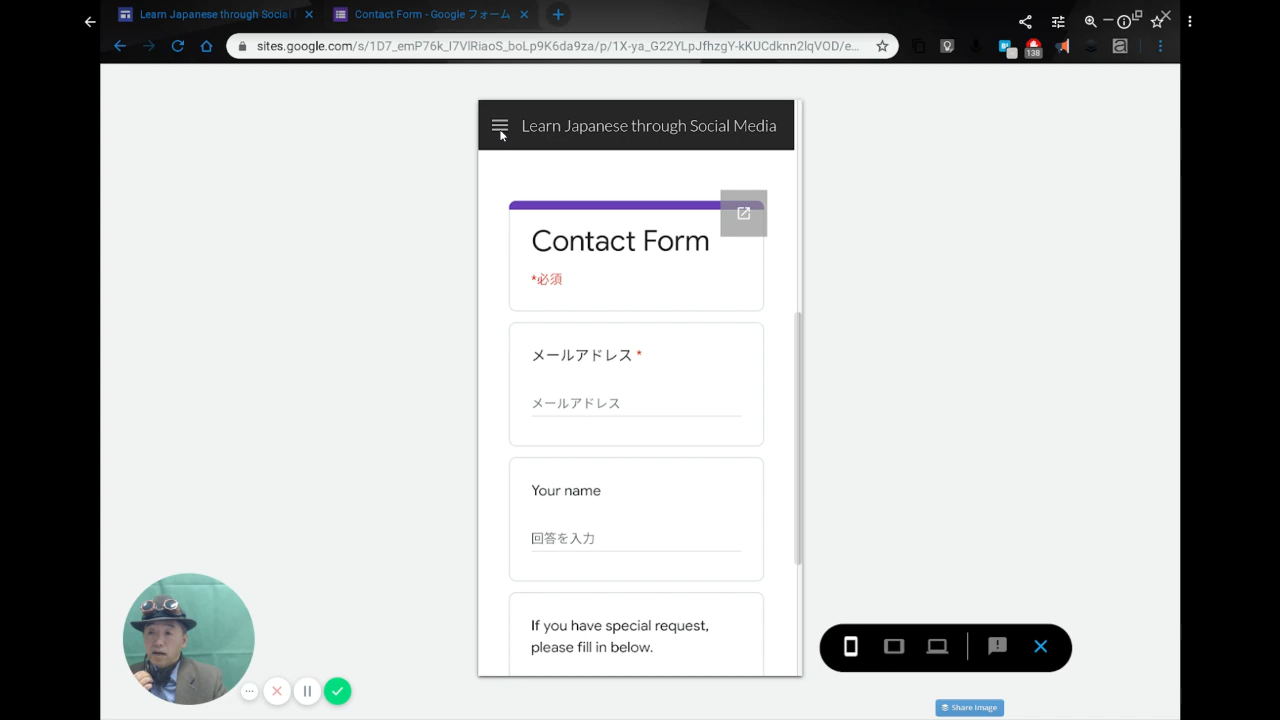 Learn Japanese through Social
Contact Form - Google フォーム
sites.google.com/s/1D7_emP76k_I7VlRiaoS_boLp9K6da9za/p/1X-ya_G22YLpJfhzgY-kKUCdknn2lqVOD/e...
138
Learn Japanese through Social Media
Contact Form
*必須
メールアドレス *
メールアドレス
Your name
回答を入力
If you have special request,
please fill in below.
Share Image